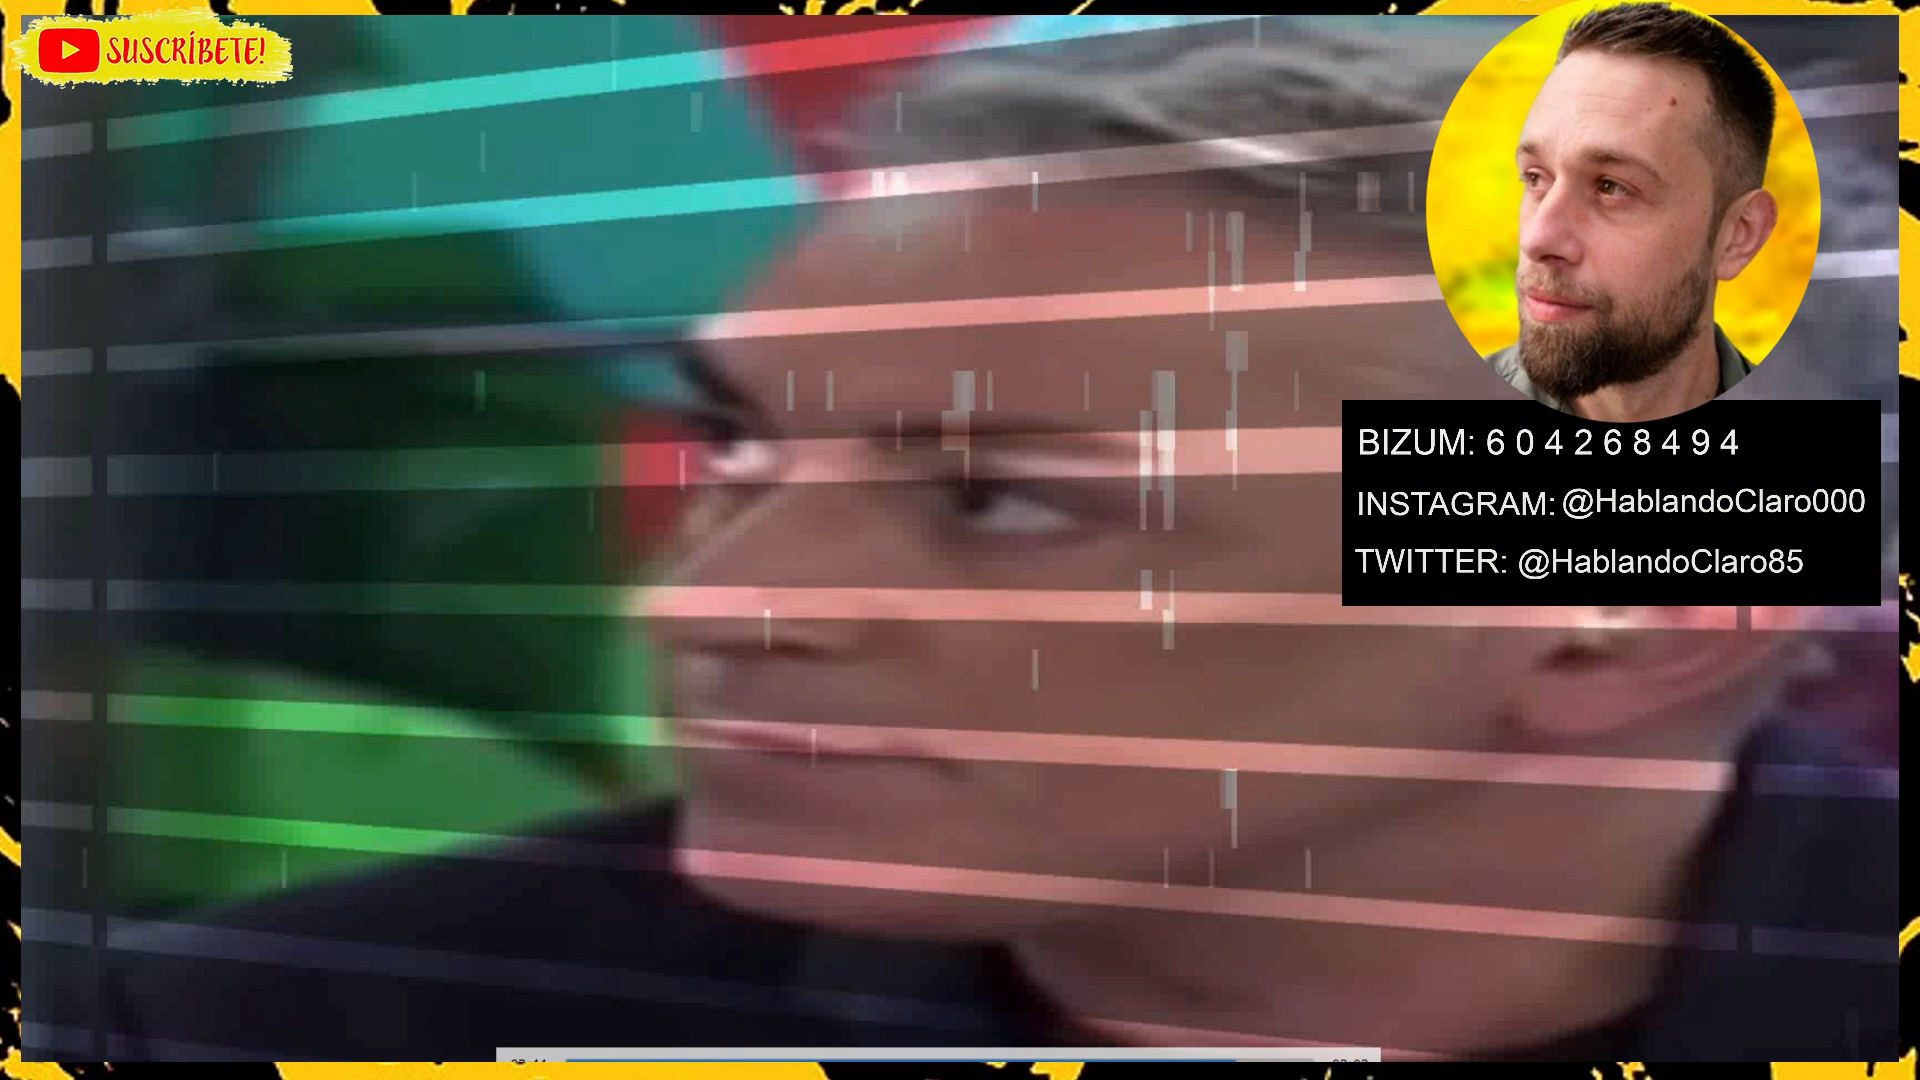 SUSCRÍBETE!
BIZUM: 6 0 4 2 6 8 4 9 4
INSTAGRAM: @HablandoClaro000
TWITTER: @HablandoClaro85